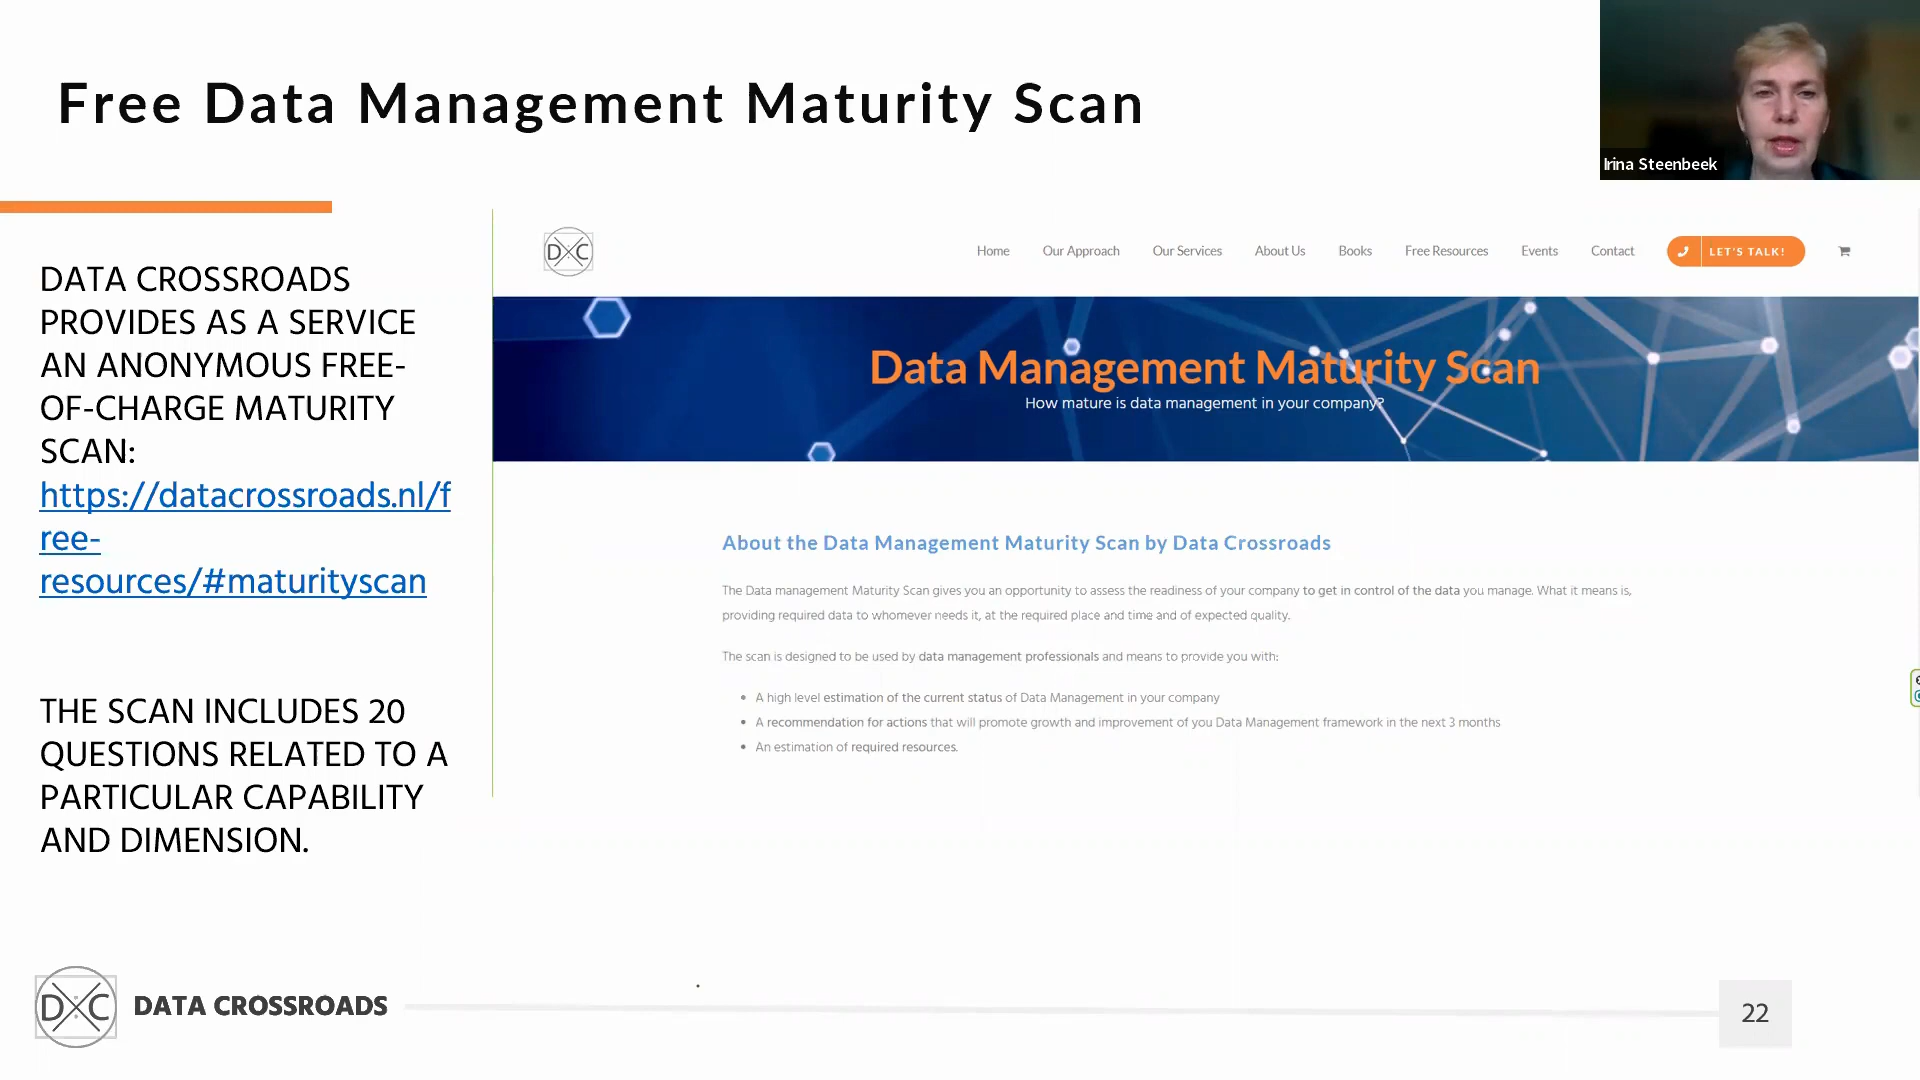 Free Data Management Maturity Scan
Irina Steenbeek
DATA CROSSROADS
PROVIDES AS A SERVICE
AN ANONYMOUS FREE-
OF-CHARGE MATURITY
SCAN:
https://datacrossroads.nl/f
ree-
resources/#maturityscan
THE SCAN INCLUDES 20
QUESTIONS RELATED TO A
PARTICULAR CAPABILITY
AND DIMENSION.
DC
Home Our Approach Our Services About Us Books Free Resources Events Contact LET'S TALK!
Data Management Maturity Scan
How mature is data management in your company?
About the Data Management Maturity Scan by Data Crossroads
The Data management Maturity Scan gives you an opportunity to assess the readiness of your company to get in control of the data you manage. What it means is,
providing required data to whomever needs it, at the required place and time and of expected quality.
The scan is designed to be used by data management professionals and means to provide you with:
• A high level estimation of the current status of Data Management in your company
• A recommendation for actions that will promote growth and improvement of you Data Management framework in the next 3 months
• An estimation of required resources.
DC DATA CROSSROADS
22